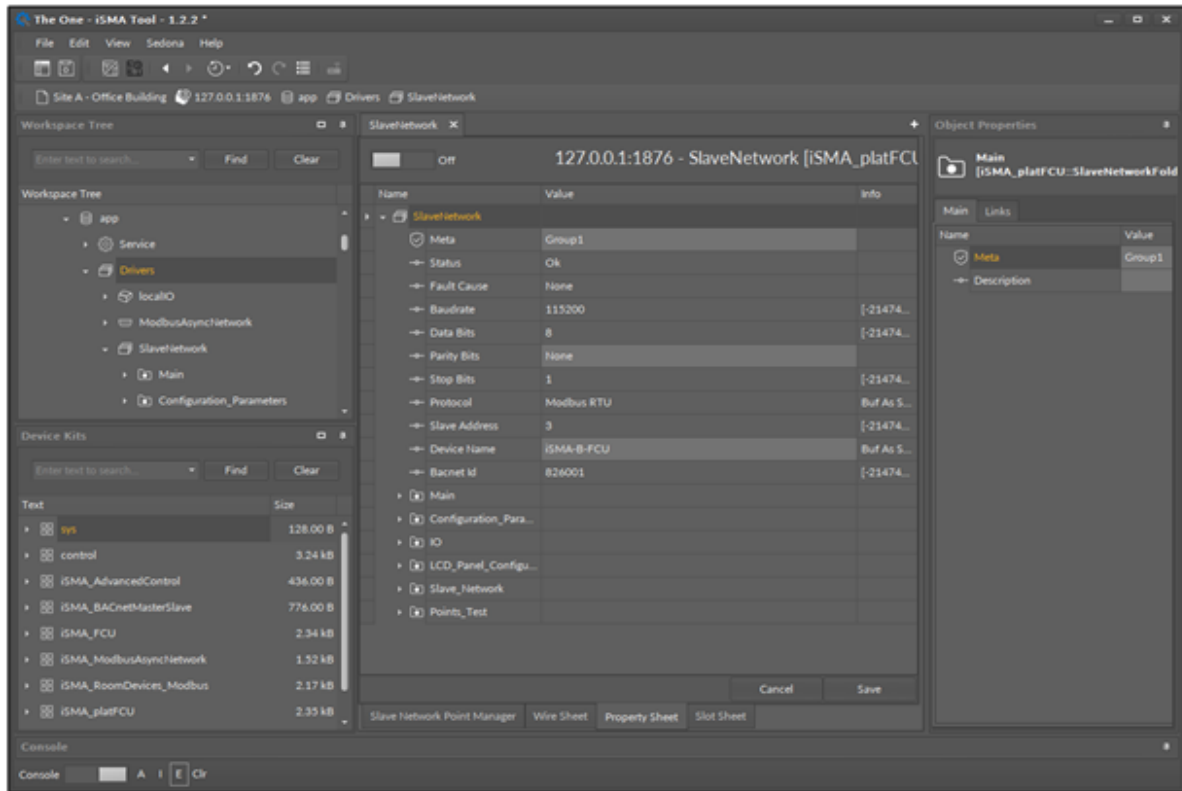 The One - iSMA Tool - 1.2.2 *
File Edit View Sedona Help
Site A - Office Building 127.0.0.1:1876 app Drivers SlaveNetwork
Workspace Tree
Enter text to search... Find Clear
Workspace Tree
app
Service
Drivers
localIO
ModbusAsyncNetwork
SlaveNetwork
Main
Configuration_Parameters
Device Kits
Enter text to search... Find Clear
Text Size
sys 128.00 B
control 3.24 kB
iSMA_AdvancedControl 436.00 B
iSMA_BACnetMasterSlave 776.00 B
iSMA_FCU 2.34 kB
iSMA_ModbusAsyncNetwork 1.52 kB
iSMA_RoomDevices_Modbus 2.17 kB
iSMA_platFCU 2.35 kB
SlaveNetwork
Off 127.0.0.1:1876 - SlaveNetwork [iSMA_platFCU
Name Value Info
SlaveNetwork
Meta Group1
Status Ok
Fault Cause None
Baudrate 115200 [-21474...
Data Bits 8 [-21474...
Parity Bits None
Stop Bits 1 [-21474...
Protocol Modbus RTU Buf As S...
Slave Address 3 [-21474...
Device Name iSMA-B-FCU Buf As S...
Bacnet Id 826001 [-21474...
Main
Configuration_Para...
IO
LCD_Panel_Configu...
Slave_Network
Points_Test
Cancel Save
Slave Network Point Manager Wire Sheet Property Sheet Slot Sheet
Object Properties
Main
[iSMA_platFCU::SlaveNetworkFold
Main Links
Name Value
Meta Group1
Description
Console
Console A I E Clr